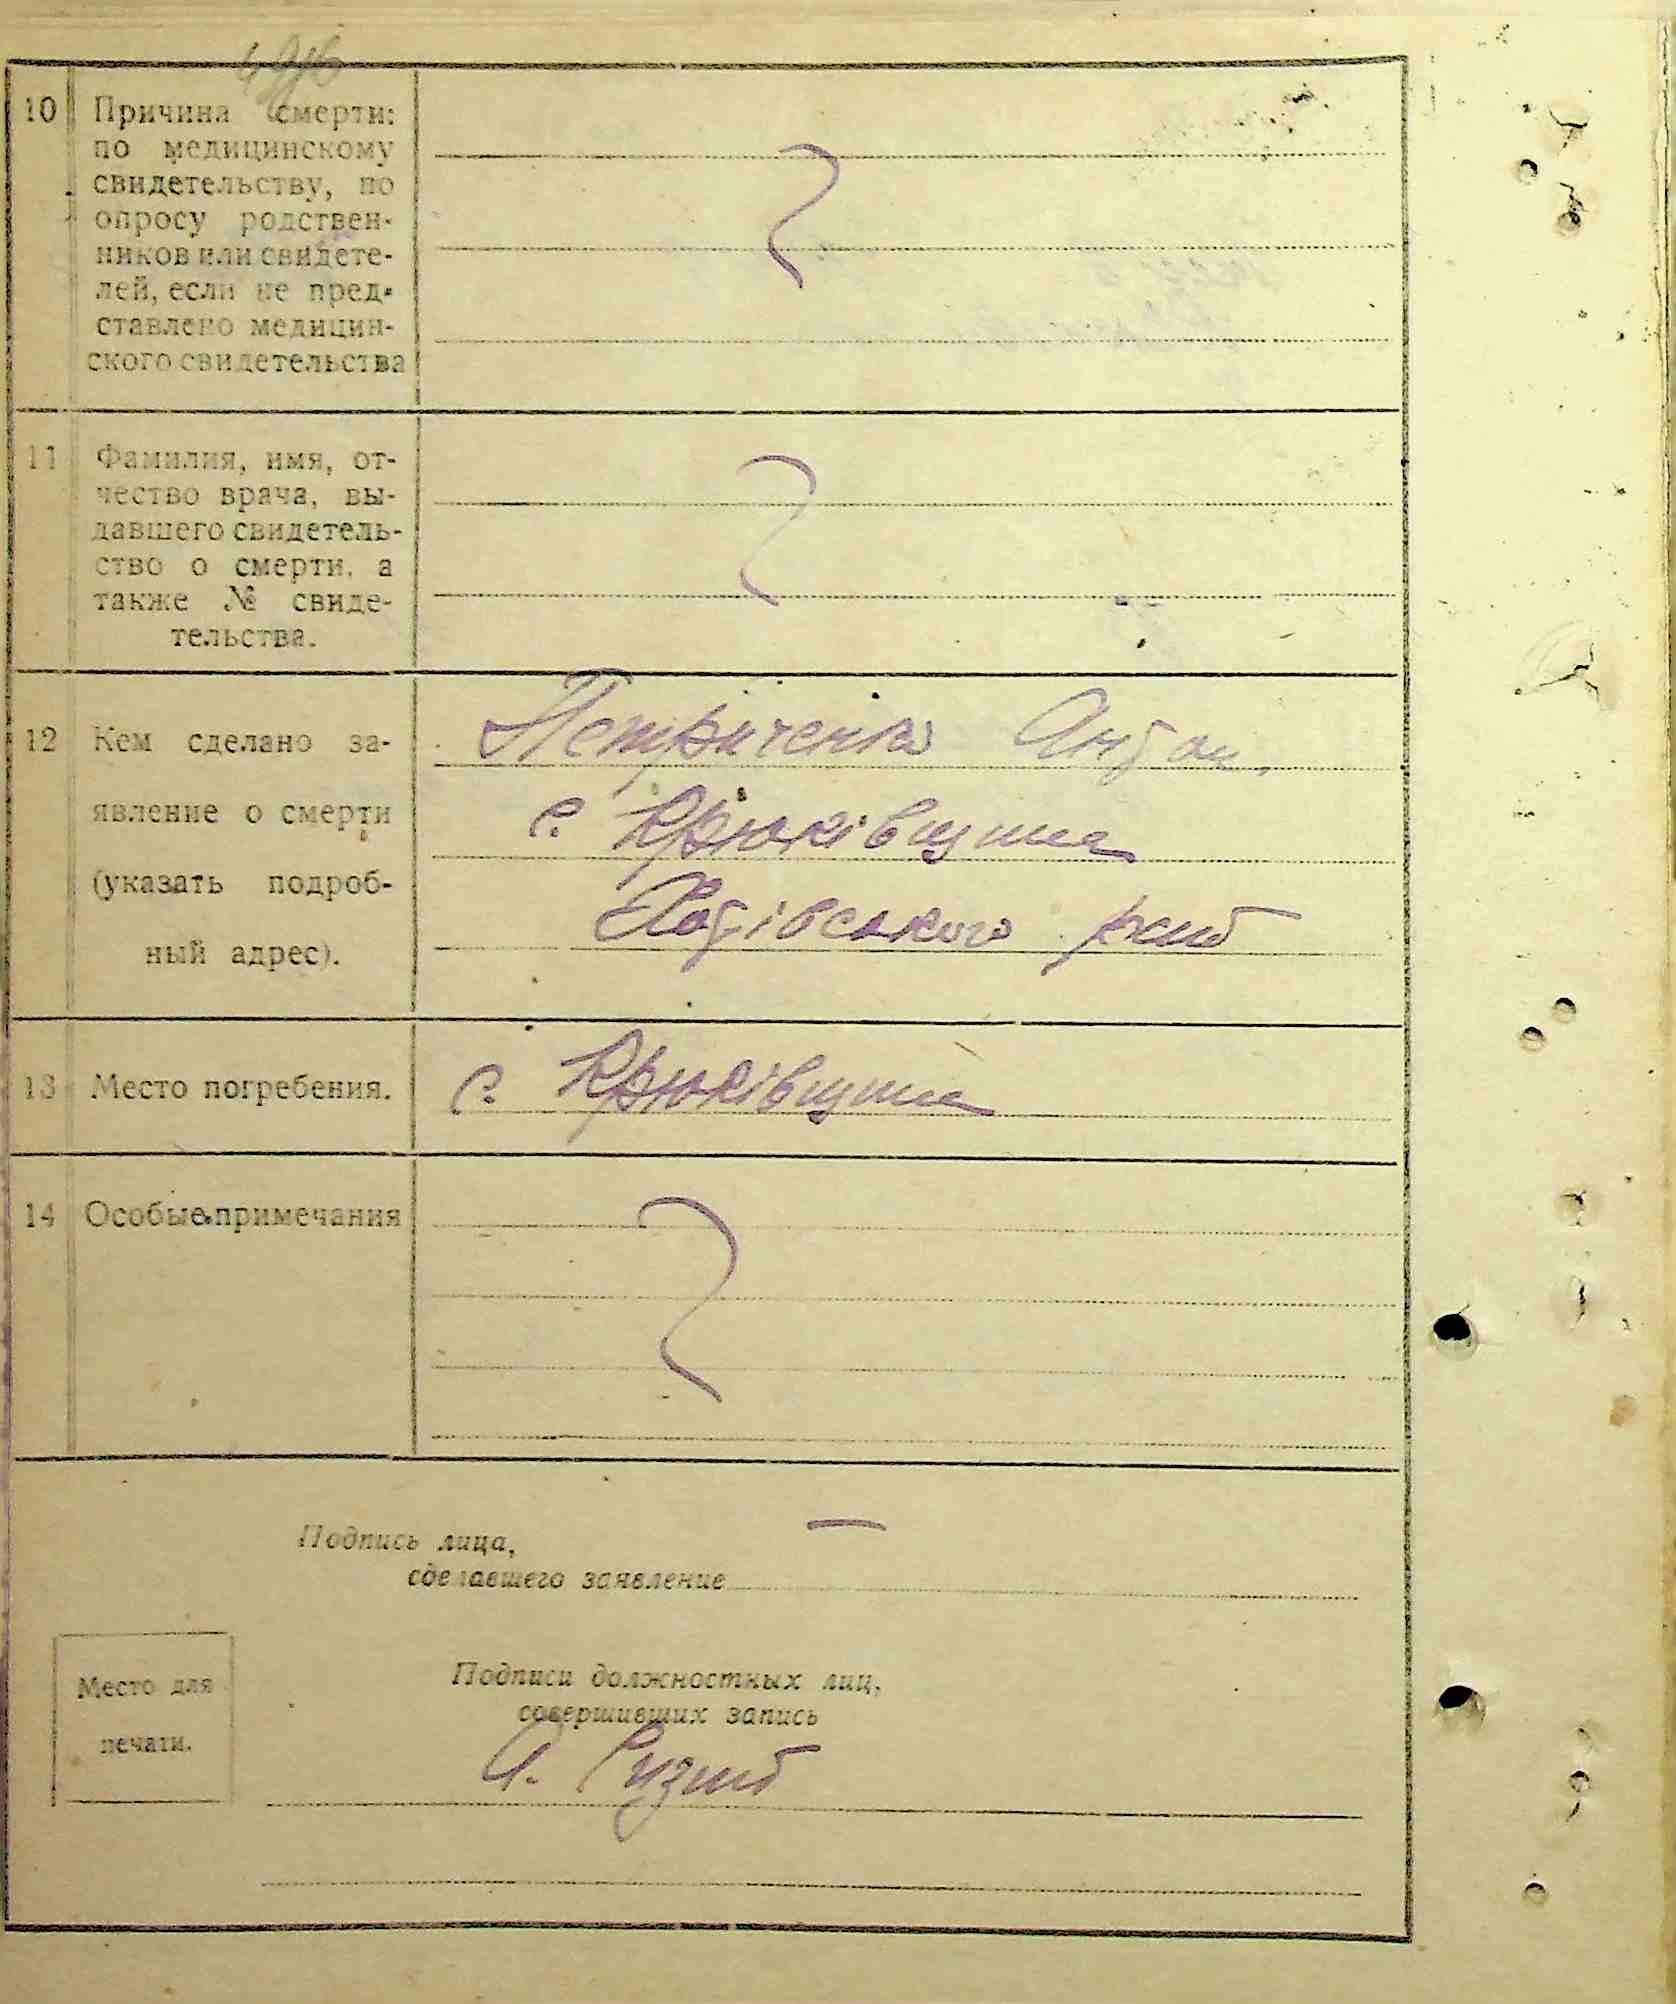 10 Причина смерти:
по медицинскому
свидетельству, по
опросу родствен-
ников или свидете-
лей, если не пред-
ставлено медицин-
ского свидетельства
11 Фамилия, имя, от-
чество врача, вы-
давшего свидетель-
ство о смерти, а
также № свиде-
тельства.
12 Кем сделано за-
явление о смерти
(указать подроб-
ный адрес).
Петриченко Антон,
с. Крюківщина
13 Место погребения.
с. Крюківщина
14 Особые примечания
Подпись лица,
сделавшего заявление
Место для
печати.
Подписи должностных лиц,
совершивших запись